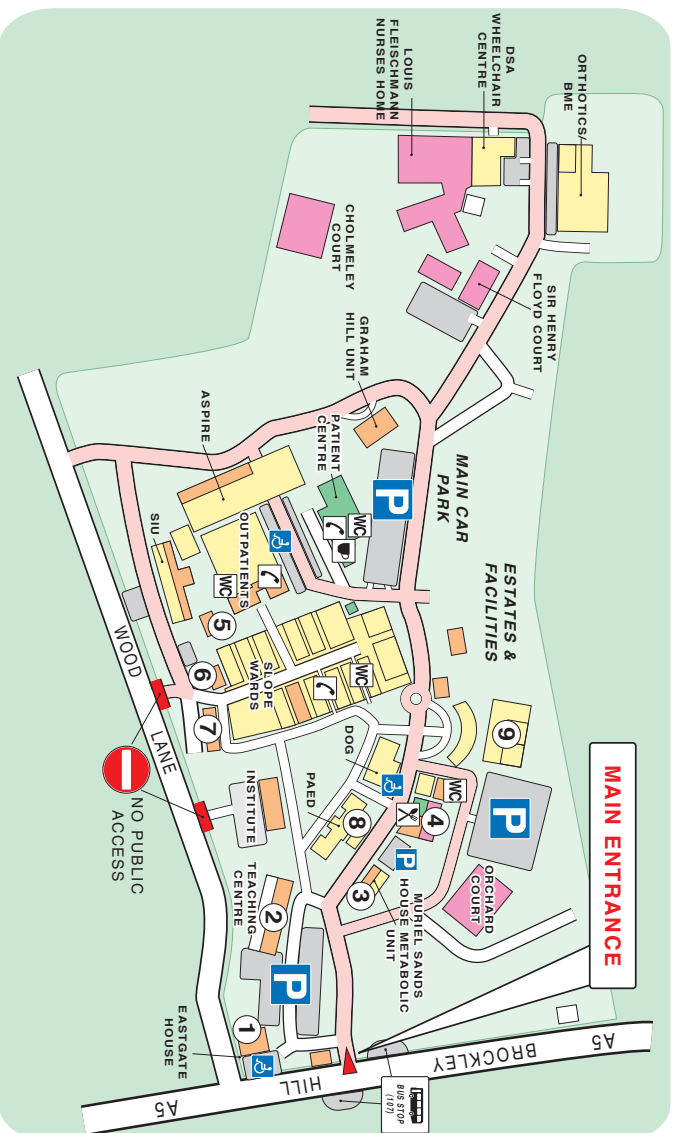 ORTHOTICS/
BME
DSA
WHEELCHAIR
CENTRE
LOUIS
FLEISCHMANN
NURSES HOME
CHOLMELEY
COURT
SIR HENRY
FLOYD COURT
GRAHAM
HILL UNIT
PATIENT
CENTRE
ASPIRE
MAIN CAR
PARK
P
WC
ESTATES &
FACILITIES
OUTPATIENTS
WC
SIU
5
6
7
SLOPE
WARDS
WC
WOOD
LANE
NO PUBLIC
ACCESS
INSTITUTE
DOG
PAED
8
9
WC
4
P
P
3
MURIEL SANDS
HOUSE METABOLIC
UNIT
ORCHARD
COURT
MAIN ENTRANCE
TEACHING
CENTRE
2
P
1
EASTGATE
HOUSE
A5
BROCKLEY
HILL
A5
BUS STOP
(107)